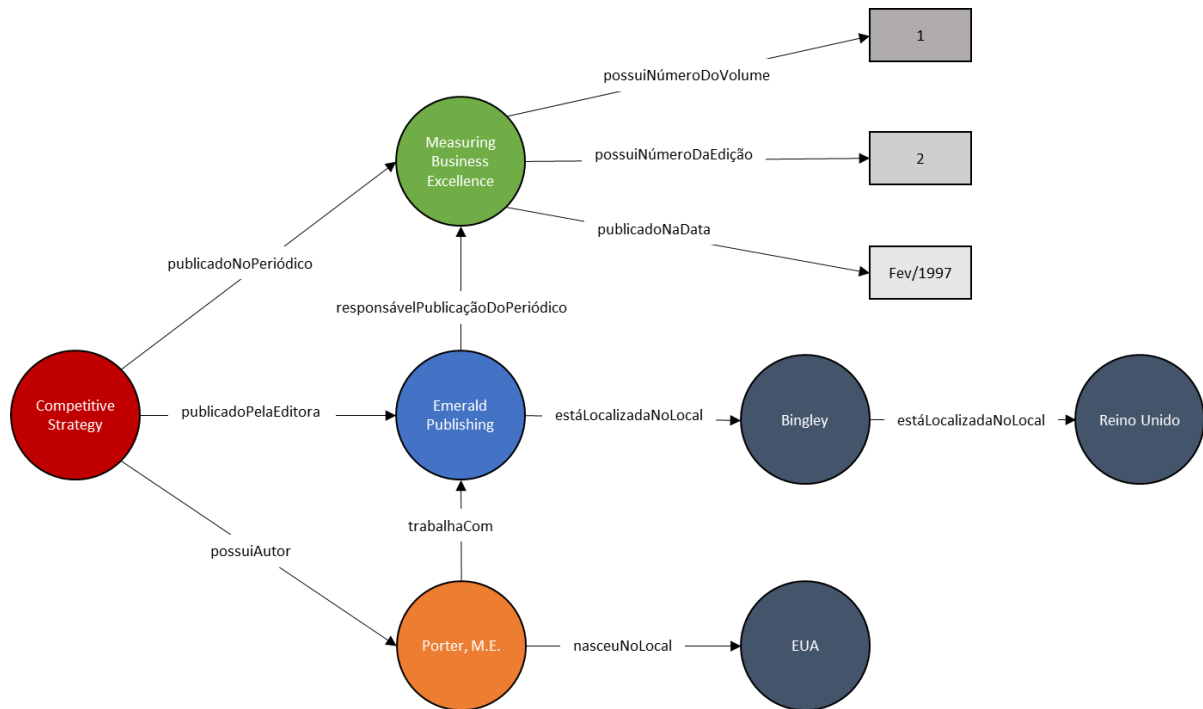 1
possuiNúmeroDoVolume
Measuring
Business
Excellence
possuiNúmeroDaEdição
2
publicadoNaData
publicadoNoPeriódico
Fev/1997
responsávelPublicaçãoDoPeriódico
Competitive
Strategy
publicadoPelaEditora
Emerald
Publishing
estáLocalizadaNoLocal
Bingley
estáLocalizadaNoLocal
Reino Unido
trabalhaCom
possuiAutor
Porter, M.E.
nasceuNoLocal
EUA